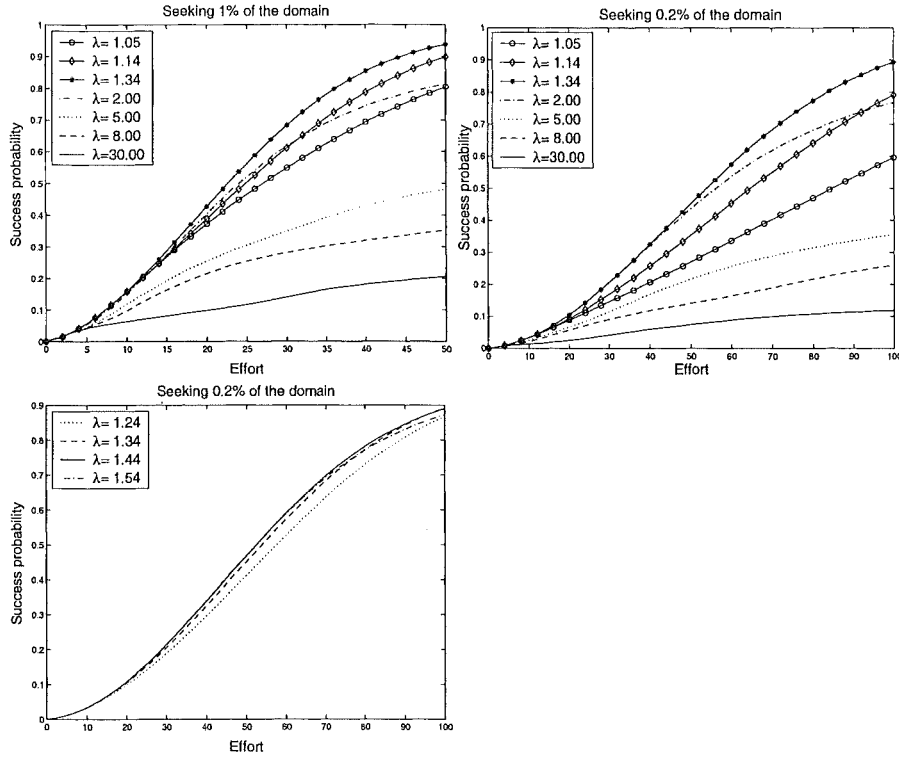 Seeking 1% of the domain
λ= 1.05
λ= 1.14
λ= 1.34
λ= 2.00
λ= 5.00
λ= 8.00
λ=30.00
Success probability
1
0.9
0.8
0.7
0.6
0.5
0.4
0.3
0.2
0.1
0
0 5 10 15 20 25 30 35 40 45 50
Effort
Seeking 0.2% of the domain
λ= 1.05
λ= 1.14
λ= 1.34
λ= 2.00
λ= 5.00
λ= 8.00
λ=30.00
Success probability
1
0.9
0.8
0.7
0.6
0.5
0.4
0.3
0.2
0.1
0
0 10 20 30 40 50 60 70 80 90 100
Effort
Seeking 0.2% of the domain
λ= 1.24
λ= 1.34
λ= 1.44
λ= 1.54
Success probability
0.9
0.8
0.7
0.6
0.5
0.4
0.3
0.2
0.1
0
0 10 20 30 40 50 60 70 80 90 100
Effort